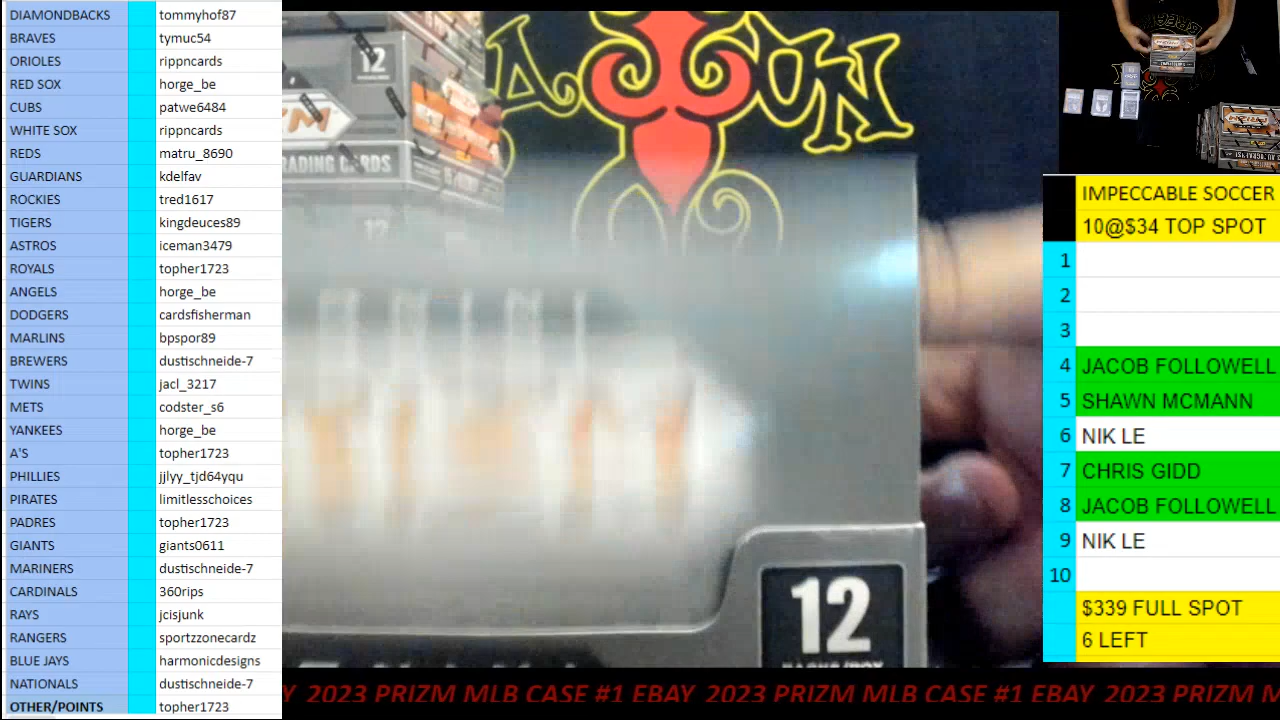 DIAMONDBACKS tommyhof87
BRAVES tymuc54
ORIOLES rippncards
RED SOX horge_be
CUBS patwe6484
WHITE SOX rippncards
REDS matru_8690
GUARDIANS kdelfav
ROCKIES tred1617
TIGERS kingdeuces89
ASTROS iceman3479
ROYALS topher1723
ANGELS horge_be
DODGERS cardsfisherman
MARLINS bpspor89
BREWERS dustischneide-7
TWINS jacl_3217
METS codster_s6
YANKEES horge_be
A'S topher1723
PHILLIES jjlyy_tjd64yqu
PIRATES limitlesschoices
PADRES topher1723
GIANTS giants0611
MARINERS dustischneide-7
CARDINALS 360rips
RAYS jcisjunk
RANGERS sportzzonecardz
BLUE JAYS harmonicdesigns
NATIONALS dustischneide-7
OTHER/POINTS topher1723
12
RADING CARDS
12
12
PACKS/BOX
IMPECCABLE SOCCER
10@$34 TOP SPOT
1
2
3
4 JACOB FOLLOWELL
5 SHAWN MCMANN
6 NIK LE
7 CHRIS GIDD
8 JACOB FOLLOWELL
9 NIK LE
10
$339 FULL SPOT
6 LEFT
Y 2023 PRIZM MLB CASE #1 EBAY 2023 PRIZM MLB CASE #1 EBAY 2023 PRIZM M